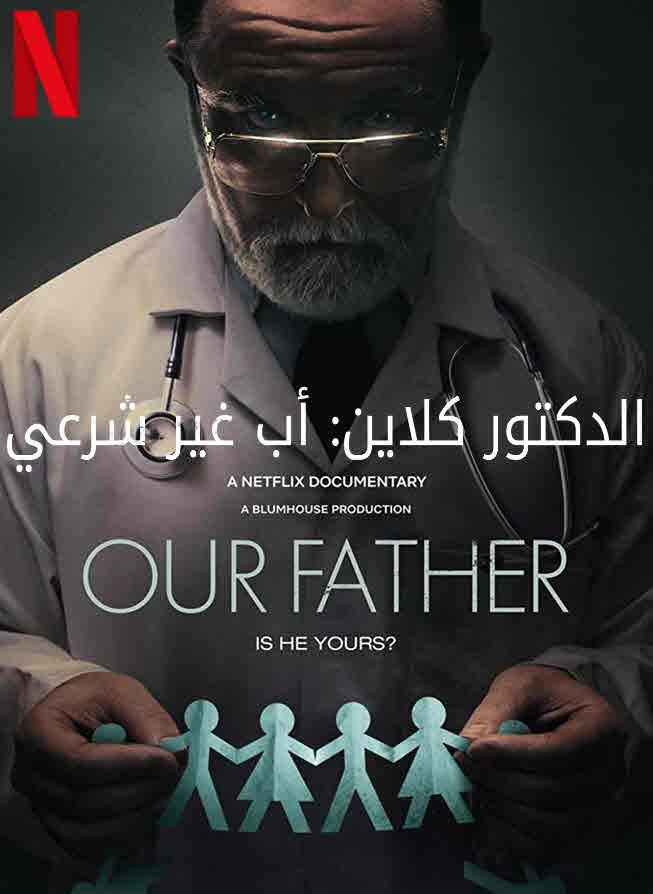 N
الدكتور كلاين: أب غير شرعي
A NETFLIX DOCUMENTARY
A BLUMHOUSE PRODUCTION
OUR FATHER
IS HE YOURS?